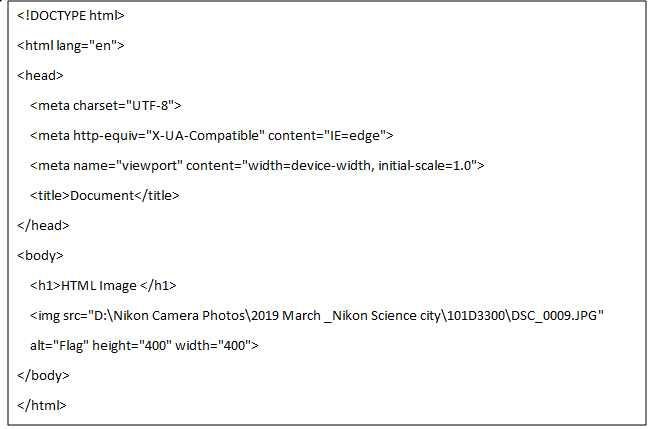 <!DOCTYPE html>
<html lang="en">
<head>
<meta charset="UTF-8">
<meta http-equiv="X-UA-Compatible" content="IE=edge">
<meta name="viewport" content="width=device-width, initial-scale=1.0">
<title>Document</title>
</head>
<body>
<h1>HTML Image </h1>
<img src="D:\Nikon Camera Photos\2019 March _Nikon Science city\101D3300\DSC_0009.JPG"
alt="Flag" height="400" width="400">
</body>
</html>